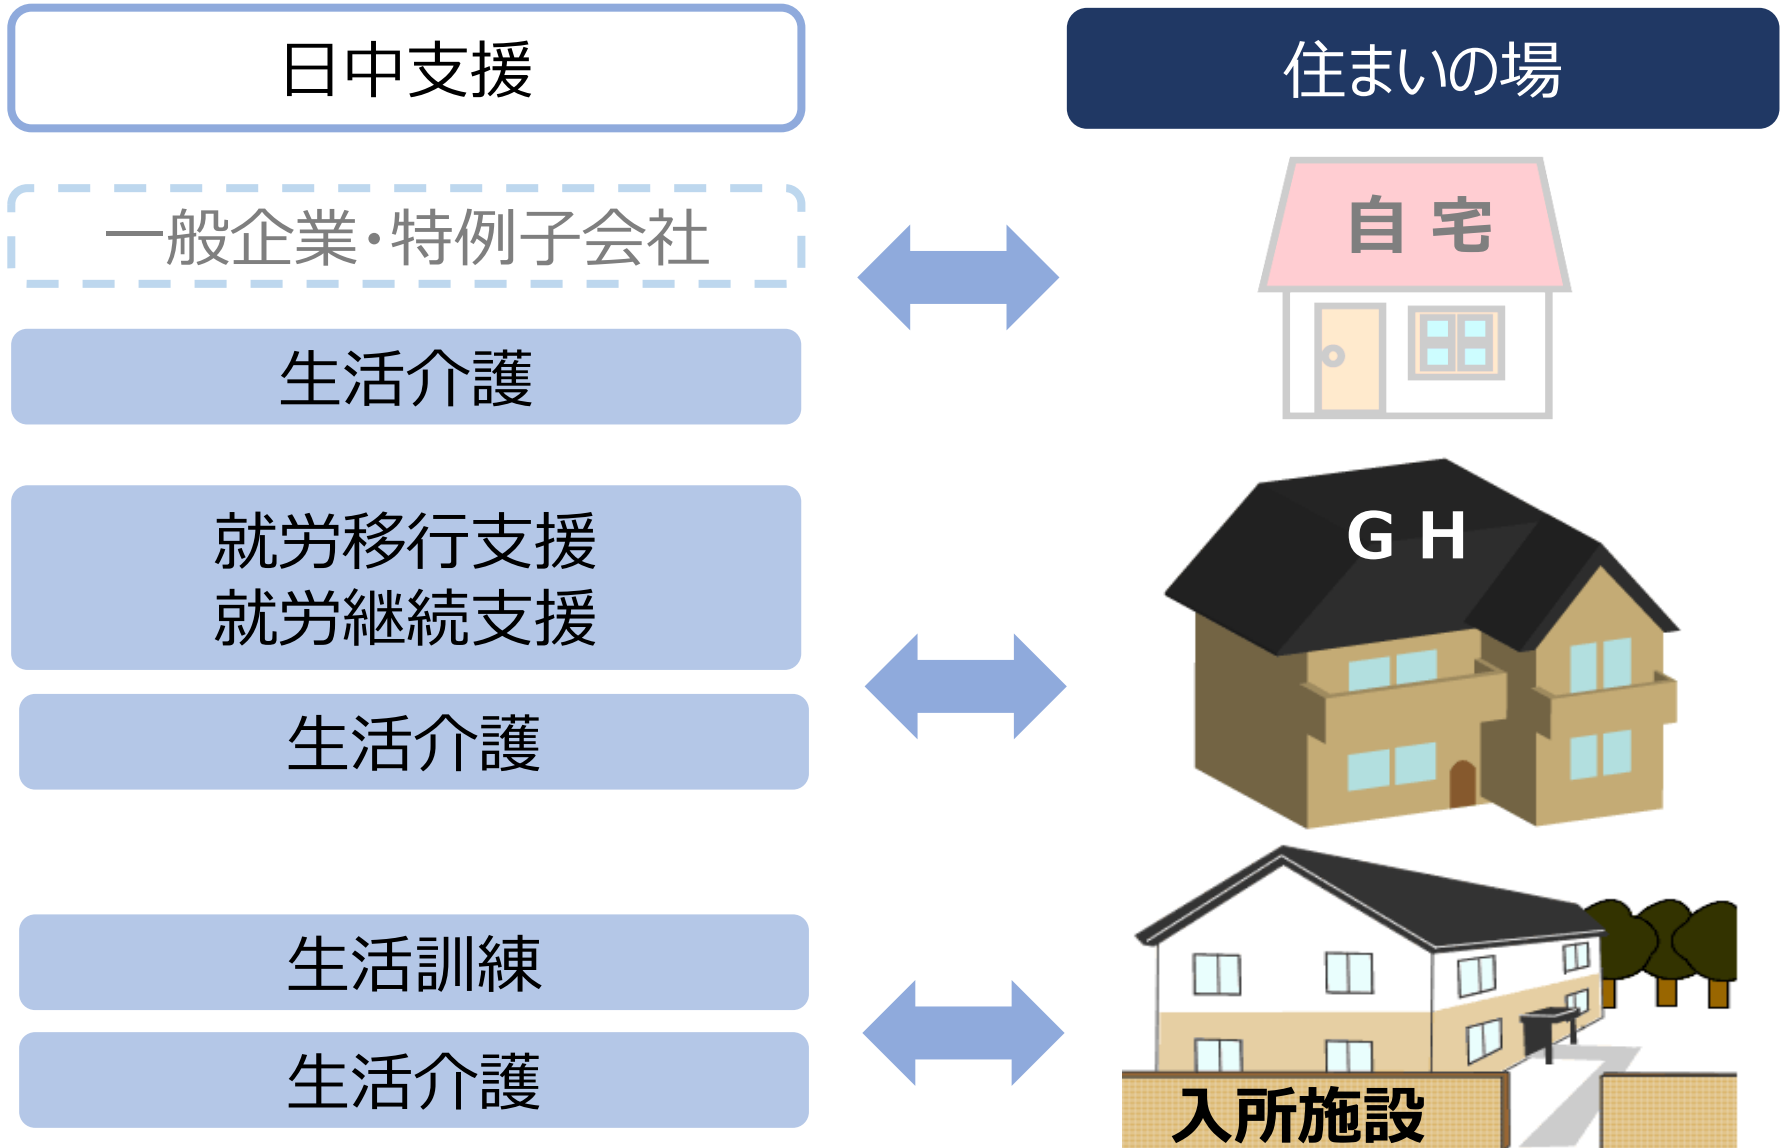 日中支援
住まいの場
一般企業・特例子会社
自 宅
生活介護
就労移行支援
就労継続支援
G H
生活介護
生活訓練
生活介護
入所施設